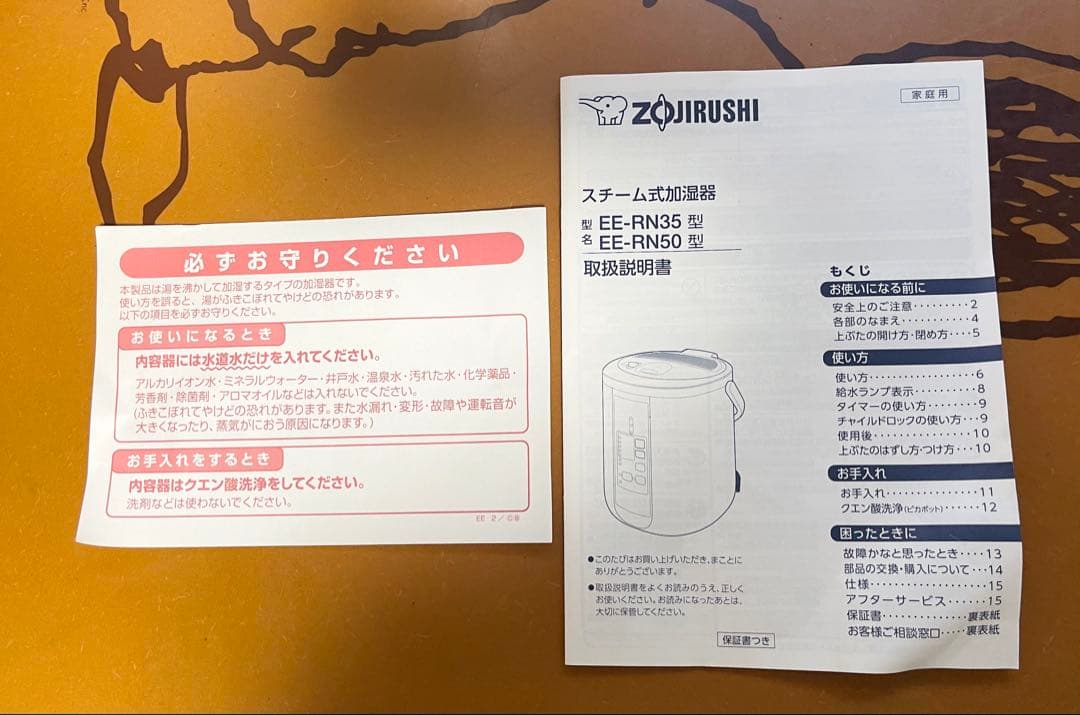 必ずお守りください
本製品は湯を沸かして加湿するタイプの加湿器です。
使い方を誤ると、湯がふきこぼれてやけどの恐れがあります。
以下の項目を必ずお守りください。
お使いになるとき
内容器には水道水だけを入れてください。
アルカリイオン水・ミネラルウォーター・井戸水・温泉水・汚れた水・化学薬品・
芳香剤・除菌剤・アロマオイルなどは入れないでください。
(ふきこぼれてやけどの恐れがあります。また水漏れ・変形・故障や運転音が
大きくなったり、蒸気がにおう原因になります。)
お手入れをするとき
内容器はクエン酸洗浄をしてください。
洗剤などは使わないでください。
ZOJIRUSHI
家庭用
スチーム式加湿器
型名 EE-RN35 型
EE-RN50 型
取扱説明書
もくじ
お使いになる前に
安全上のご注意・・・・・・・・・2
各部のなまえ・・・・・・・・・・・4
上ぶたの開け方・閉め方・・・・5
使い方
使い方・・・・・・・・・・・・・・・・6
給水ランプ表示・・・・・・・・・8
タイマーの使い方・・・・・・・・9
チャイルドロックの使い方・・・9
使用後・・・・・・・・・・・・・・・10
上ぶたのはずし方・つけ方・・・10
お手入れ
お手入れ・・・・・・・・・・・・・・11
クエン酸洗浄(ピカポット)・・・・・・12
困ったときに
故障かなと思ったとき・・・・13
部品の交換・購入について・・・14
仕様・・・・・・・・・・・・・・・・・15
アフターサービス・・・・・・15
保証書・・・・・・・・・・・・・裏表紙
お客様ご相談窓口・・・・・裏表紙
●このたびはお買い上げいただき、まことに
ありがとうございます。
●取扱説明書をよくお読みのうえ、正しく
お使いください。お読みになったあとは、
大切に保管してください。
保証書つき